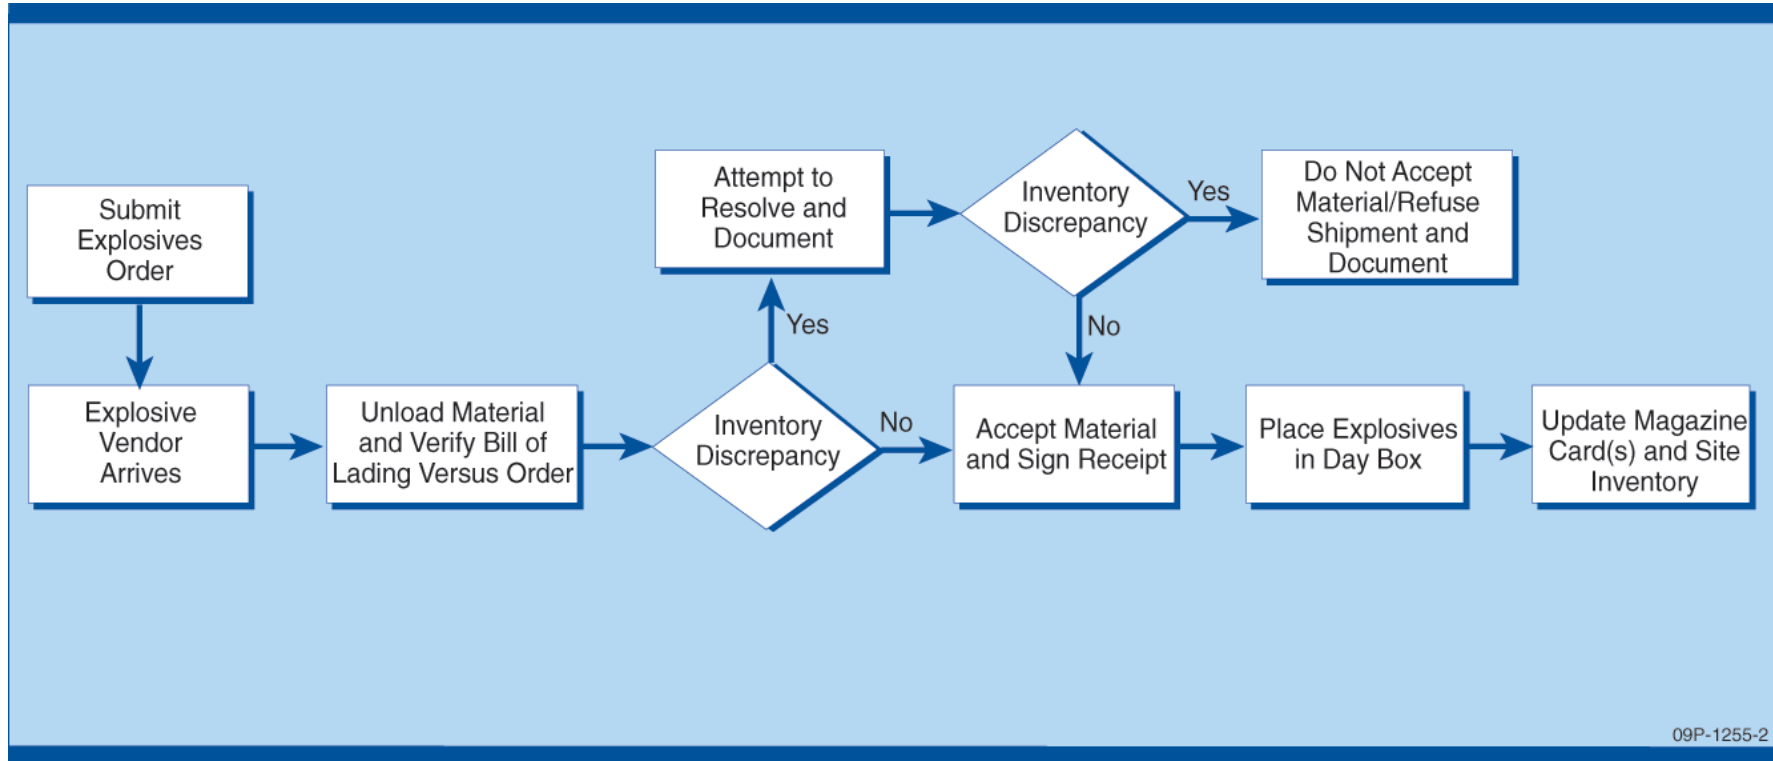 Submit
Explosives
Order
Explosive
Vendor
Arrives
Unload Material
and Verify Bill of
Lading Versus Order
Inventory
Discrepancy
Yes
Attempt to
Resolve and
Document
Inventory
Discrepancy
Yes
Do Not Accept
Material/Refuse
Shipment and
Document
No
No
Accept Material
and Sign Receipt
Place Explosives
in Day Box
Update Magazine
Card(s) and Site
Inventory
09P-1255-2